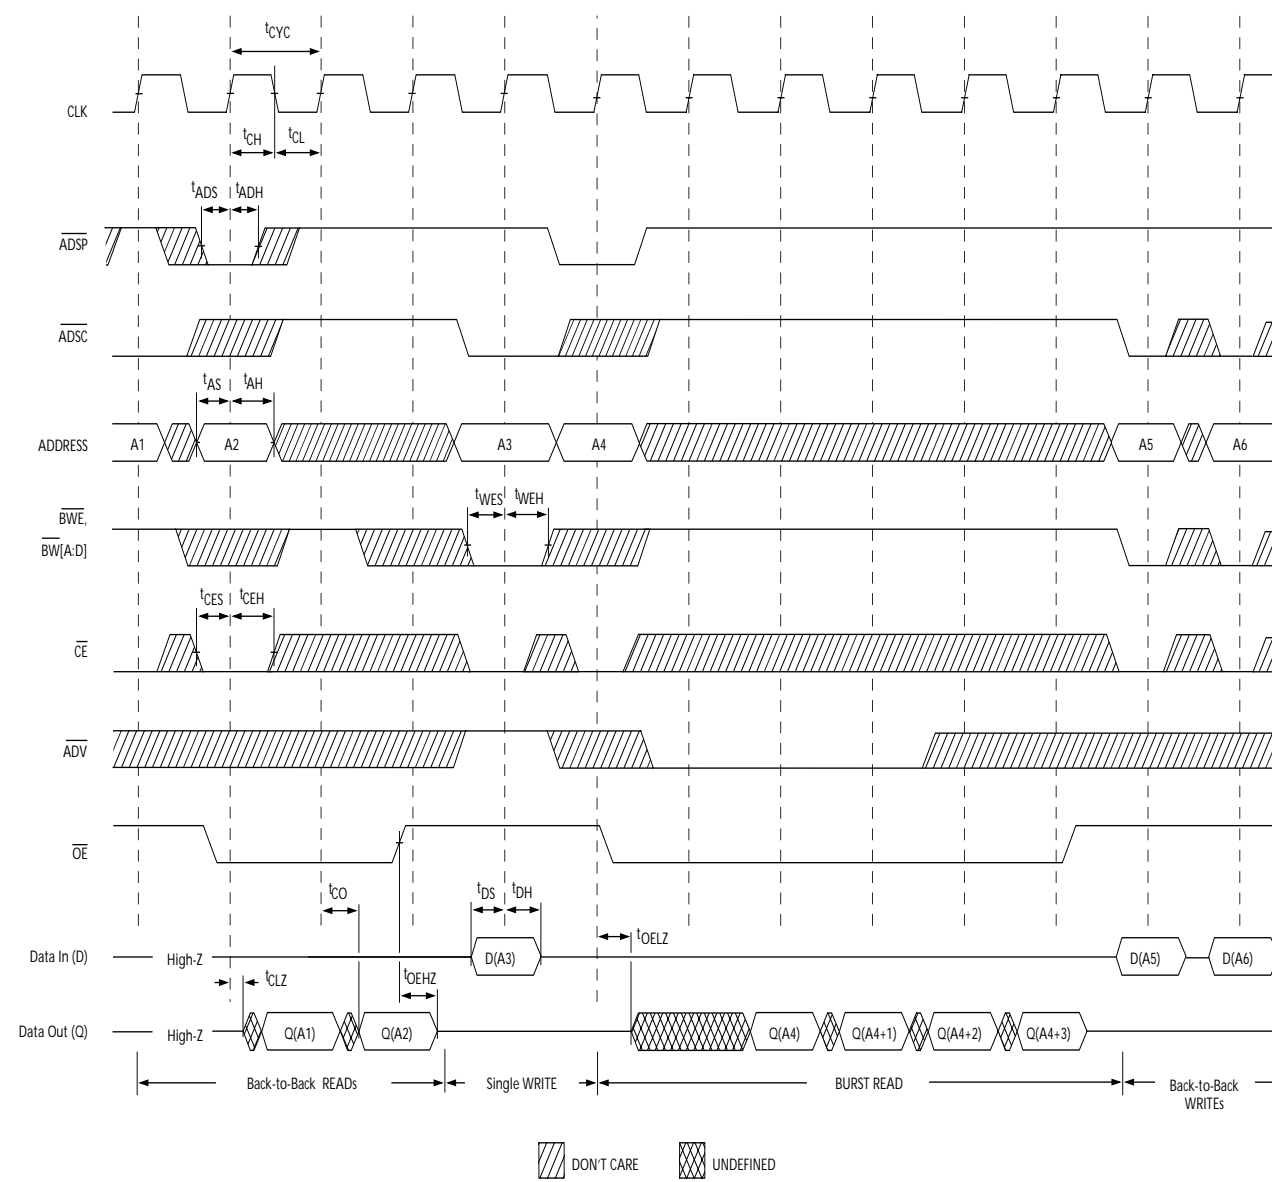 tCYC
CLK
tCH tCL
tADS tADH
ADSP
ADSC
tAS tAH
ADDRESS A1 A2 A3 A4 A5 A6
tWES tWEH
BWE,
BW[A:D]
tCES tCEH
CE
ADV
OE
tCO tDS tDH
tOELZ
Data In (D) High-Z D(A3) D(A5) D(A6)
tCLZ tOEHZ
Data Out (Q) High-Z Q(A1) Q(A2) Q(A4) Q(A4+1) Q(A4+2) Q(A4+3)
Back-to-Back READs Single WRITE BURST READ Back-to-Back
WRITEs
DON'T CARE UNDEFINED